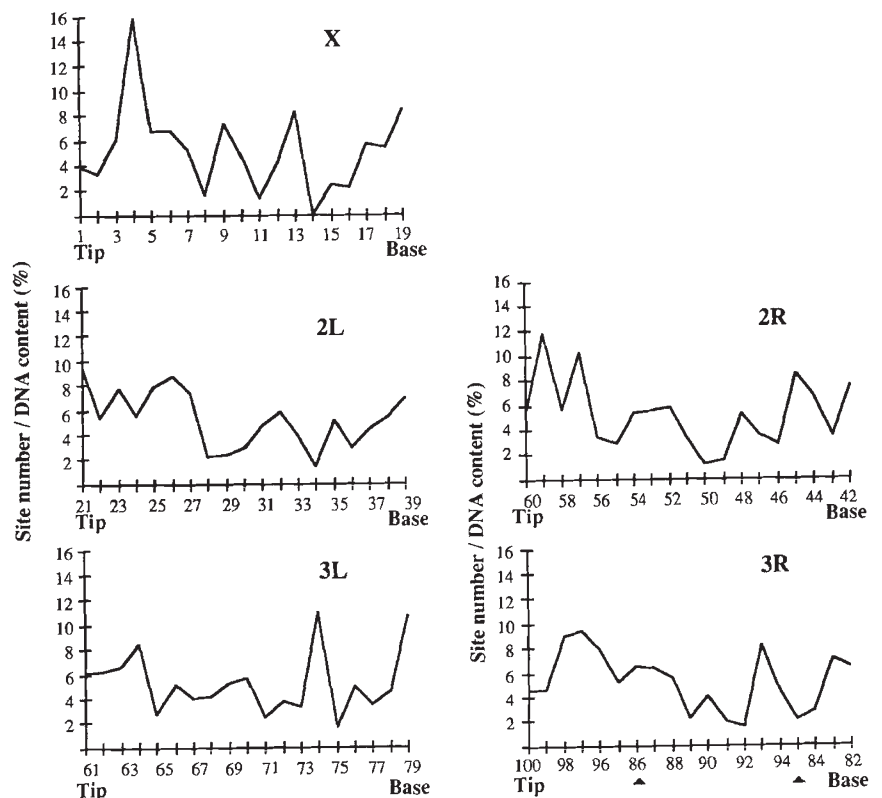 Site number / DNA content (%)
X
16
14
12
10
8
6
4
2
1 3 5 7 9 11 13 15 17 19
Tip Base
2L
16
14
12
10
8
6
4
2
21 23 25 27 29 31 33 35 37 39
Tip Base
3L
16
14
12
10
8
6
4
2
61 63 65 67 69 71 73 75 77 79
Tip Base
Site number / DNA content (%)
2R
16
14
12
10
8
6
4
2
60 58 56 54 52 50 48 46 44 42
Tip Base
3R
16
14
12
10
8
6
4
2
100 98 96 86 88 90 92 94 84 82
Tip Base